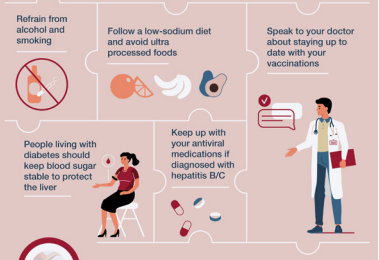 Refrain from
alcohol and
smoking
Follow a low-sodium diet
and avoid ultra
processed foods
Speak to your doctor
about staying up to
date with your
vaccinations
People living with
diabetes should
keep blood sugar
stable to protect
the liver
Keep up with
your antiviral
medications if
diagnosed with
hepatitis B/C